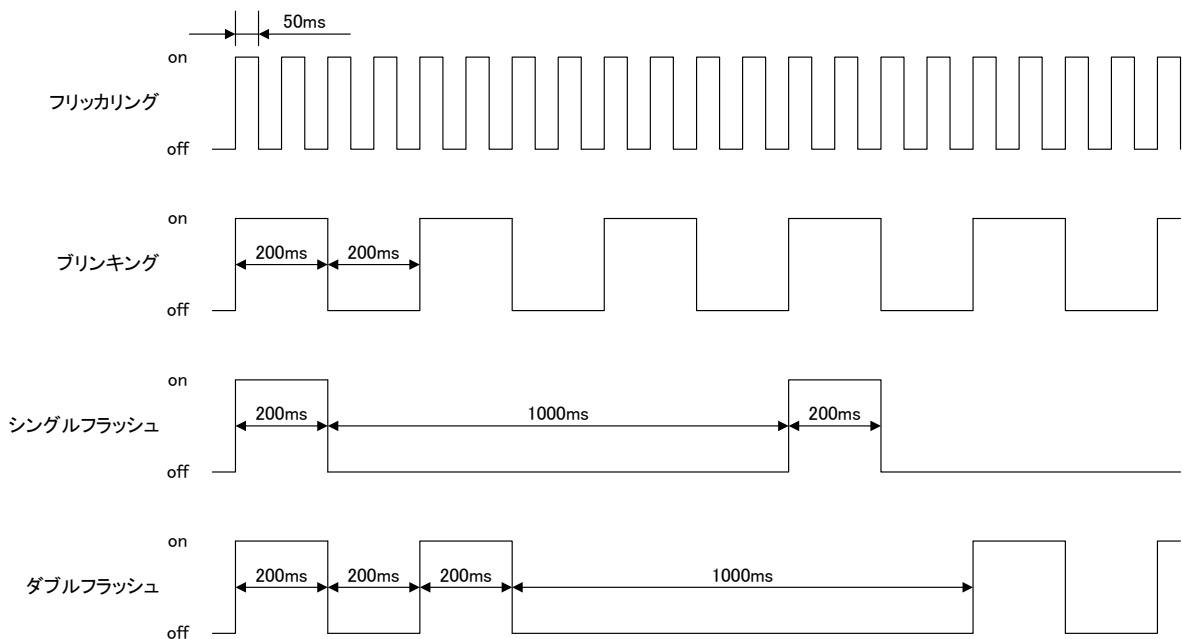 50ms
on
フリッカリング
off
on
200ms 200ms
ブリンキング
off
on
200ms 1000ms 200ms
シングルフラッシュ
off
on
200ms 200ms 200ms 1000ms
ダブルフラッシュ
off